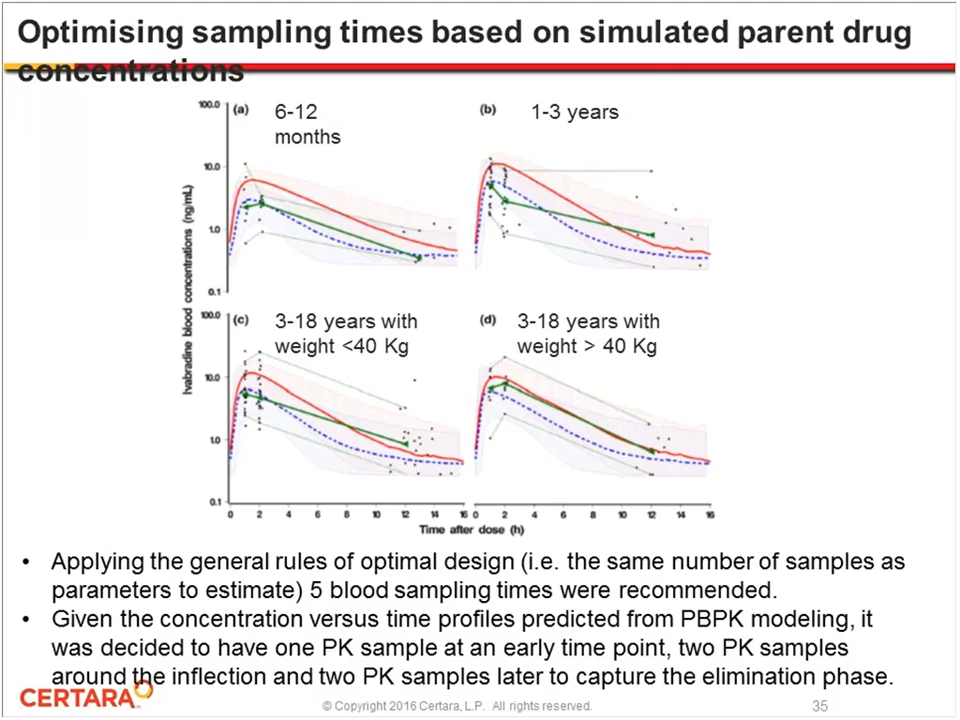 Optimising sampling times based on simulated parent drug
concentrations
100.0
(a)
6-12
months
10.0
1.0
0.1
(b)
1-3 years
Ivabradine blood concentrations (ng/mL)
100.0
(c)
3-18 years with
weight <40 Kg
10.0
1.0
0.1
(d)
3-18 years with
weight > 40 Kg
0 2 4 6 8 10 12 14 16
0 2 4 6 8 10 12 14 16
Time after dose (h)
• Applying the general rules of optimal design (i.e. the same number of samples as
parameters to estimate) 5 blood sampling times were recommended.
• Given the concentration versus time profiles predicted from PBPK modeling, it
was decided to have one PK sample at an early time point, two PK samples
around the inflection and two PK samples later to capture the elimination phase.
CERTARA
© Copyright 2016 Certara, L.P. All rights reserved.
35